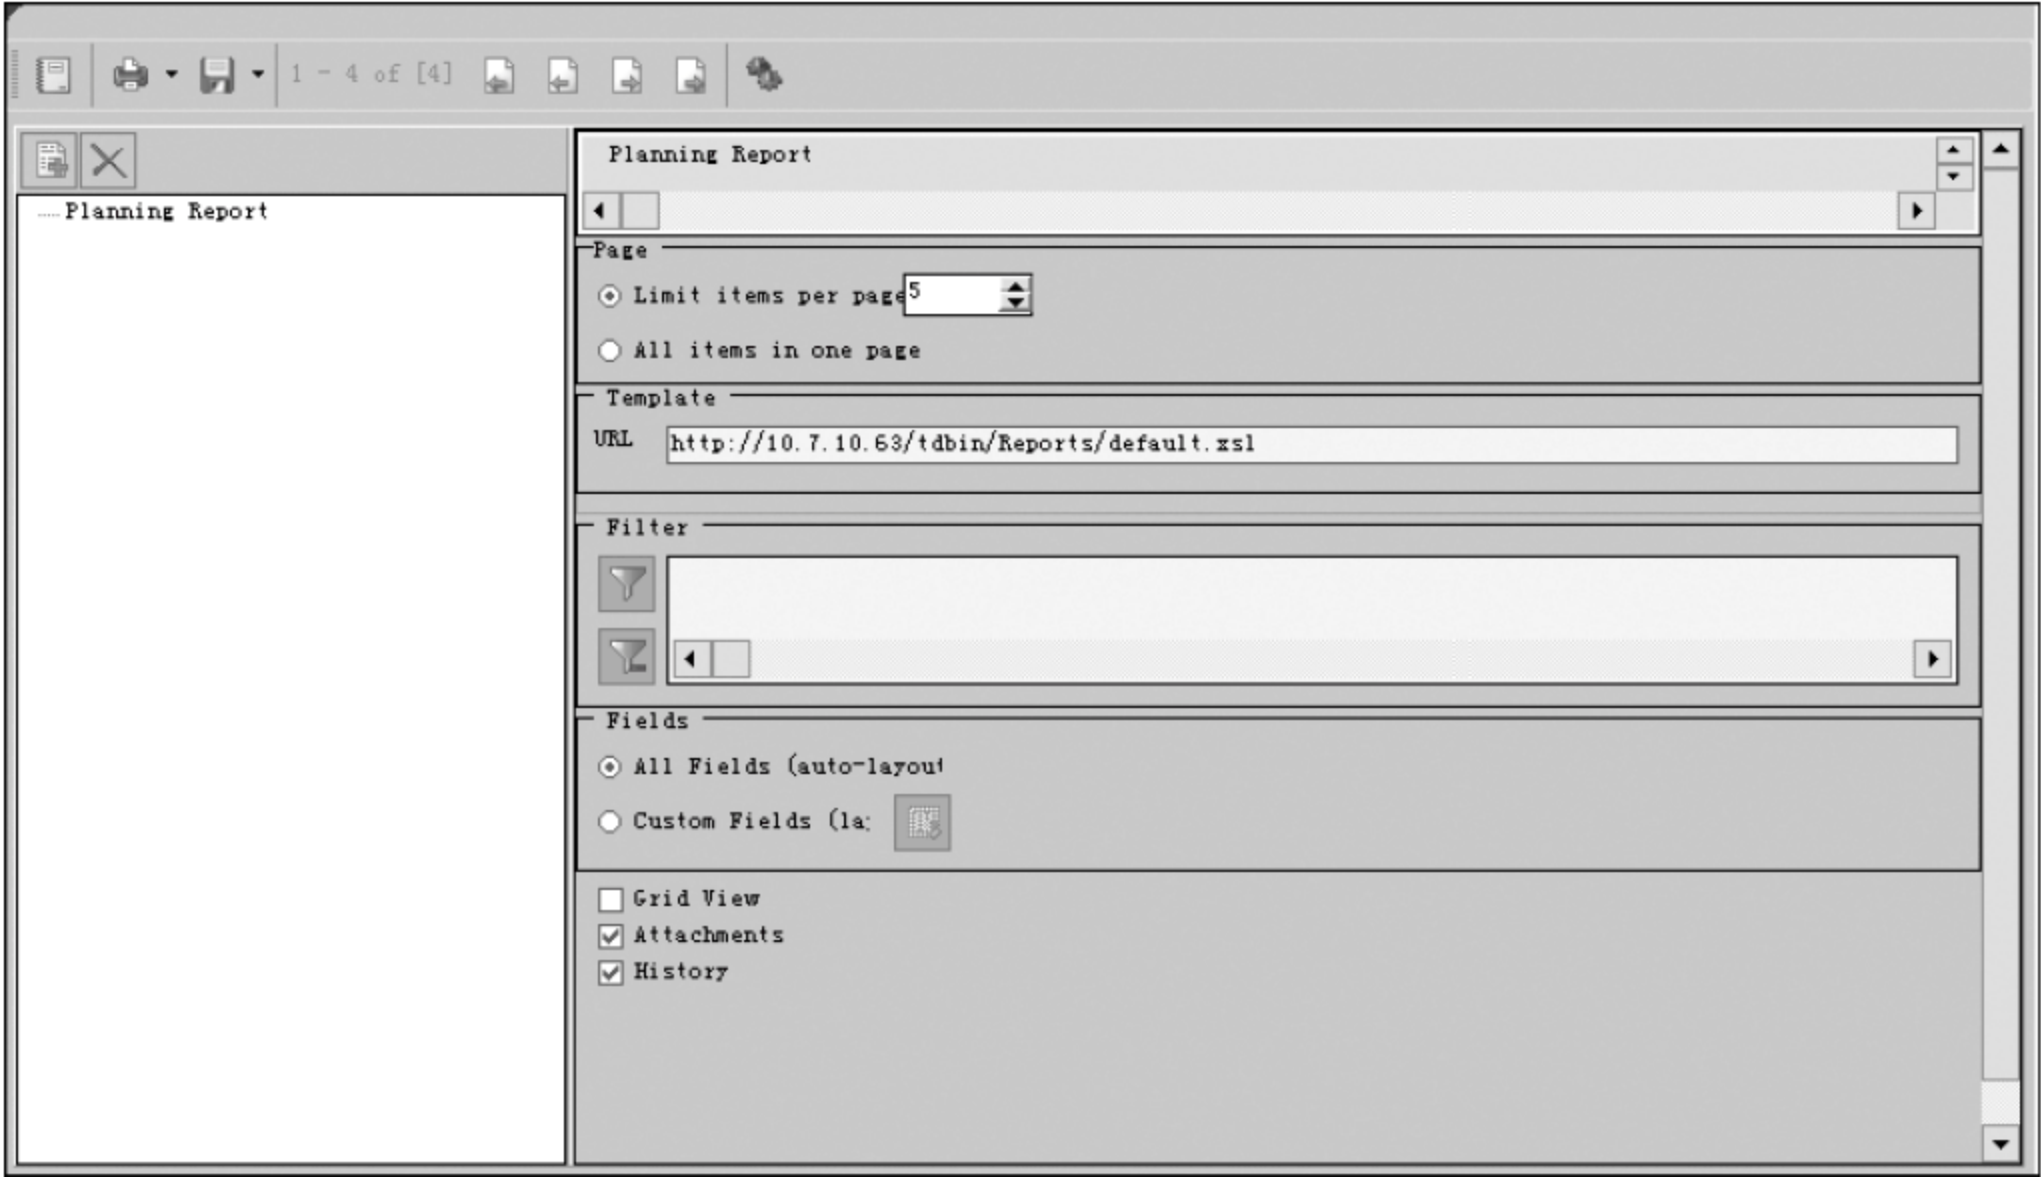 1 - 4 of [4]
Planning Report
Planning Report
Page
Limit items per page
5
All items in one page
Template
URL
http://10.7.10.63/tdbin/Reports/default.xsl
Filter
Fields
All Fields (auto-layout
Custom Fields (la
Grid View
Attachments
History